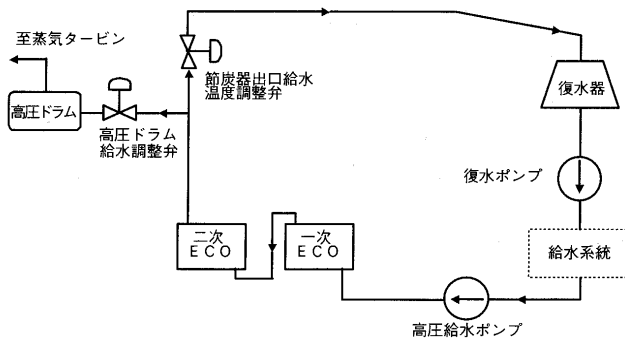 至蒸気タービン
高圧ドラム
高圧ドラム
給水調整弁
節炭器出口給水
温度調整弁
復水器
復水ポンプ
給水系統
高圧給水ポンプ
一次
ECO
二次
ECO